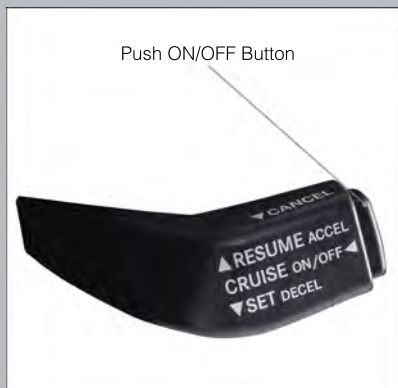 Push ON/OFF Button
▼CANCEL
▲RESUME ACCEL
CRUISE ON/OFF◀
▼SET DECEL